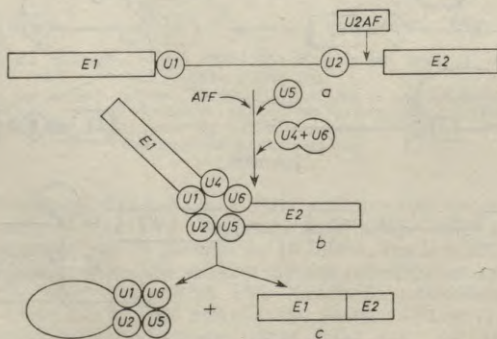 U2AF
E1 U1 U2 E2
a
ATF U5
U4+U6
E1
U4
U1 U6
E2
U2 U5
b
U1 U6
+ E1 E2
U2 U5
c